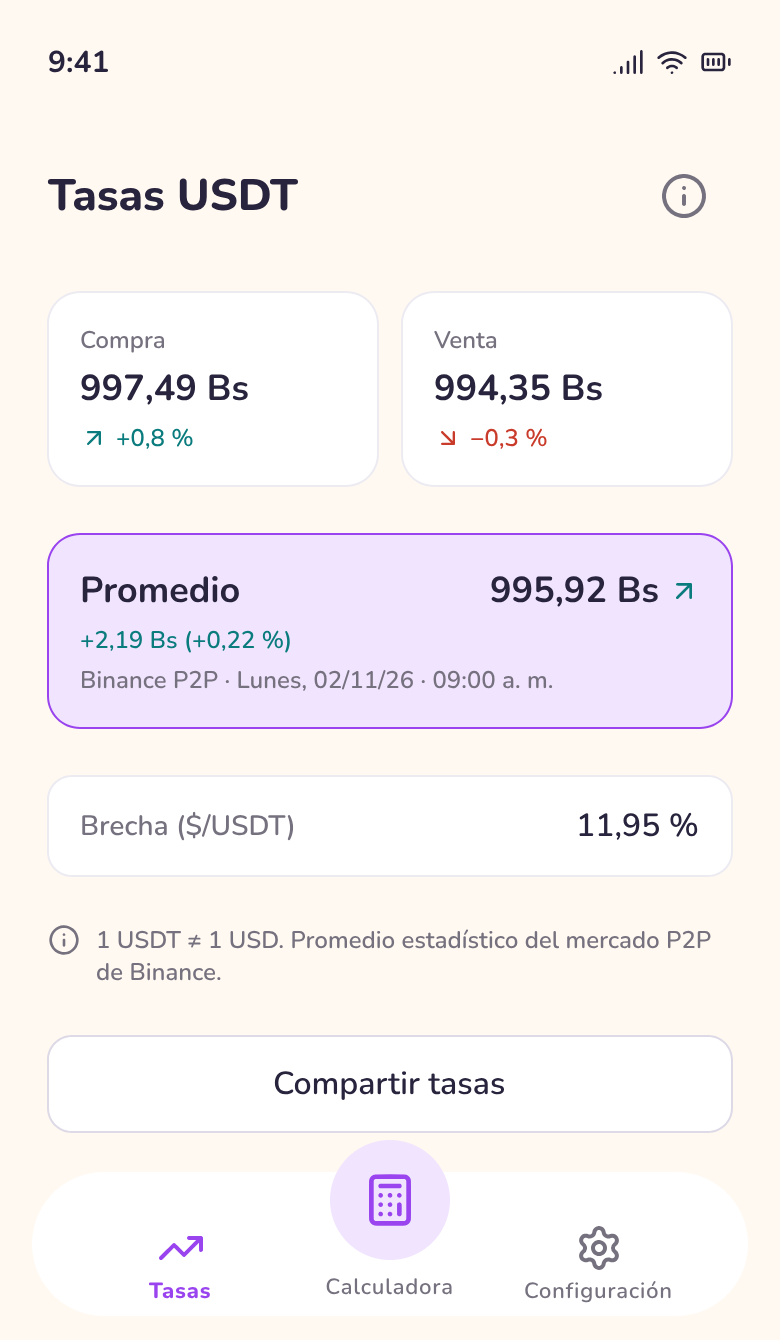 9:41
Tasas USDT
Compra
997,49 Bs
+0,8 %
Venta
994,35 Bs
−0,3 %
Promedio
995,92 Bs
+2,19 Bs (+0,22 %)
Binance P2P · Lunes, 02/11/26 · 09:00 a. m.
Brecha ($/USDT)
11,95 %
1 USDT ≠ 1 USD. Promedio estadístico del mercado P2P
de Binance.
Compartir tasas
Tasas
Calculadora
Configuración